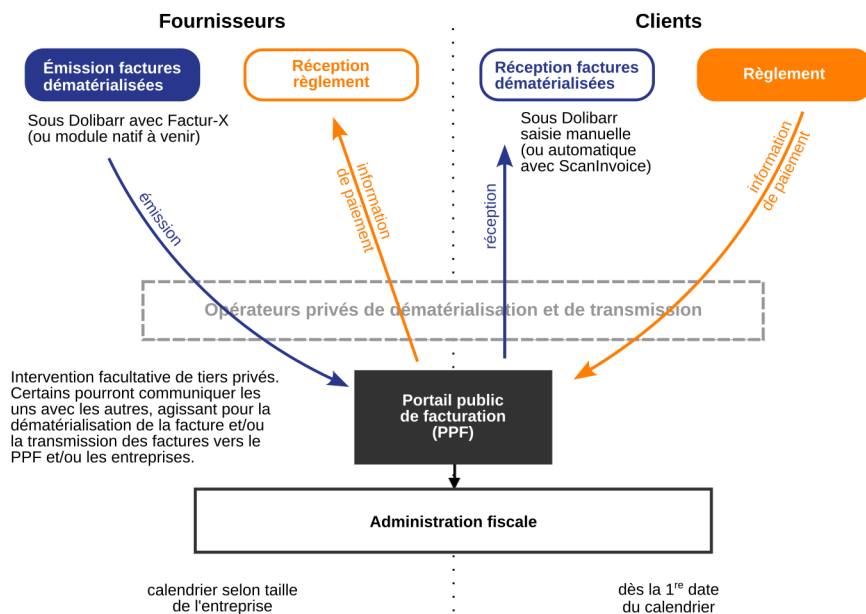 Fournisseurs
Clients
Émission factures
dématérialisées
Réception
règlement
Réception factures
dématérialisées
Règlement
Sous Dolibarr avec Factur-X
(ou module natif à venir)
Sous Dolibarr
saisie manuelle
(ou automatique
avec ScanInvoice)
émission
information
de paiement
réception
information
de paiement
Opérateurs privés de dématérialisation et de transmission
Intervention facultative de tiers privés.
Certains pourront communiquer les
uns avec les autres, agissant pour la
dématérialisation de la facture et/ou
la transmission des factures vers le
PPF et/ou les entreprises.
Portail public
de facturation
(PPF)
Administration fiscale
calendrier selon taille
de l'entreprise
dès la 1re date
du calendrier